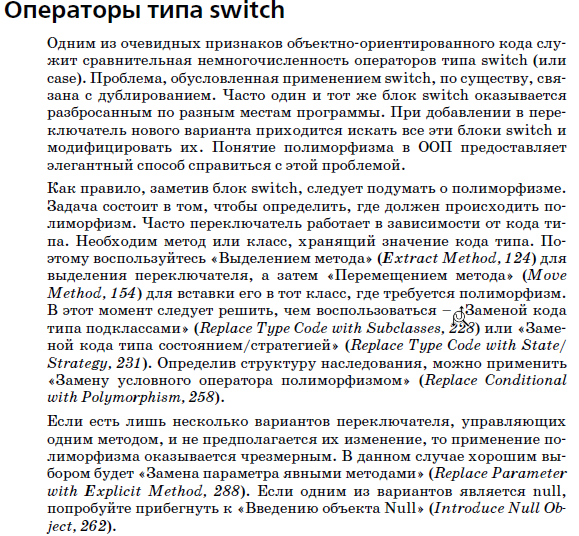 Операторы типа switch
Одним из очевидных признаков объектно-ориентированного кода слу-
жит сравнительная немногочисленность операторов типа switch (или
case). Проблема, обусловленная применением switch, по существу, свя-
зана с дублированием. Часто один и тот же блок switch оказывается
разбросанным по разным местам программы. При добавлении в пере-
ключатель нового варианта приходится искать все эти блоки switch и
модифицировать их. Понятие полиморфизма в ООП предоставляет
элегантный способ справиться с этой проблемой.
Как правило, заметив блок switch, следует подумать о полиморфизме.
Задача состоит в том, чтобы определить, где должен происходить по-
лиморфизм. Часто переключатель работает в зависимости от кода ти-
па. Необходим метод или класс, хранящий значение кода типа. По-
этому воспользуйтесь «Выделением метода» (Extract Method, 124) для
выделения переключателя, а затем «Перемещением метода» (Move
Method, 154) для вставки его в тот класс, где требуется полиморфизм.
В этот момент следует решить, чем воспользоваться – «Заменой кода
типа подклассами» (Replace Type Code with Subclasses, 228) или «Заме-
ной кода типа состоянием/стратегией» (Replace Type Code with State/
Strategy, 231). Определив структуру наследования, можно применить
«Замену условного оператора полиморфизмом» (Replace Conditional
with Polymorphism, 258).
Если есть лишь несколько вариантов переключателя, управляющих
одним методом, и не предполагается их изменение, то применение по-
лиморфизма оказывается чрезмерным. В данном случае хорошим вы-
бором будет «Замена параметра явными методами» (Replace Parameter
with Explicit Method, 288). Если одним из вариантов является null,
попробуйте прибегнуть к «Введению объекта Null» (Introduce Null Ob-
ject, 262).